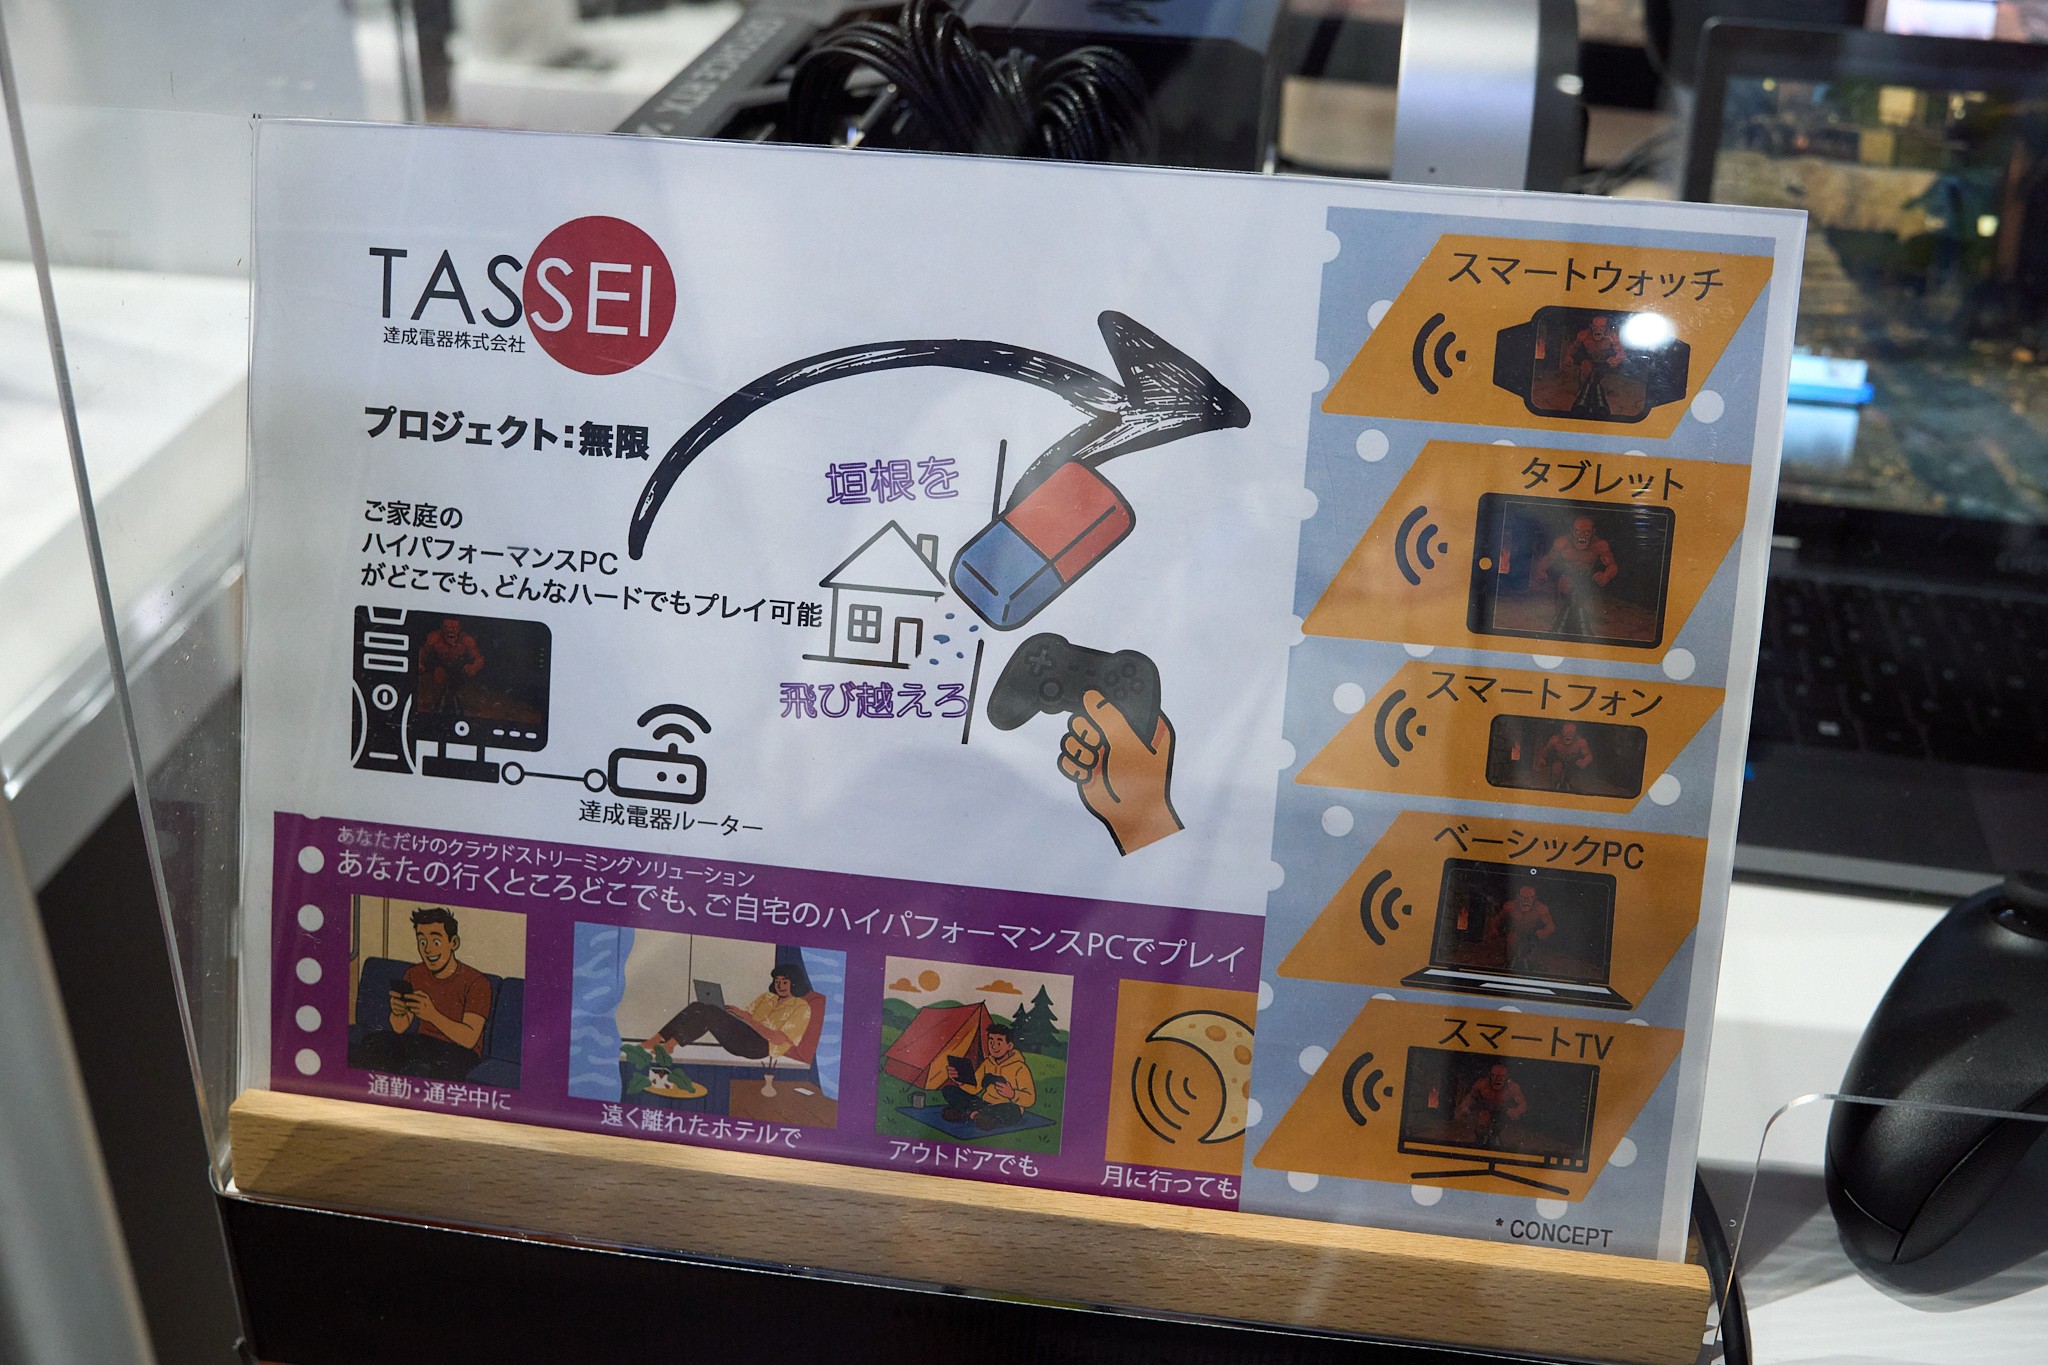 TASSEI
達成電器株式会社
プロジェクト:無限
ご家庭の
ハイパフォーマンスPC
がどこでも、どんなハードでもプレイ可能
垣根を
飛び越えろ
達成電器ルーター
あなただけのクラウドストリーミングソリューション
あなたの行くところどこでも、ご自宅のハイパフォーマンスPCでプレイ
通勤・通学中に
遠く離れたホテルで
アウトドアでも
月に行っても
スマートウォッチ
タブレット
スマートフォン
ベーシックPC
スマートTV
* CONCEPT
GEFORCE RTX